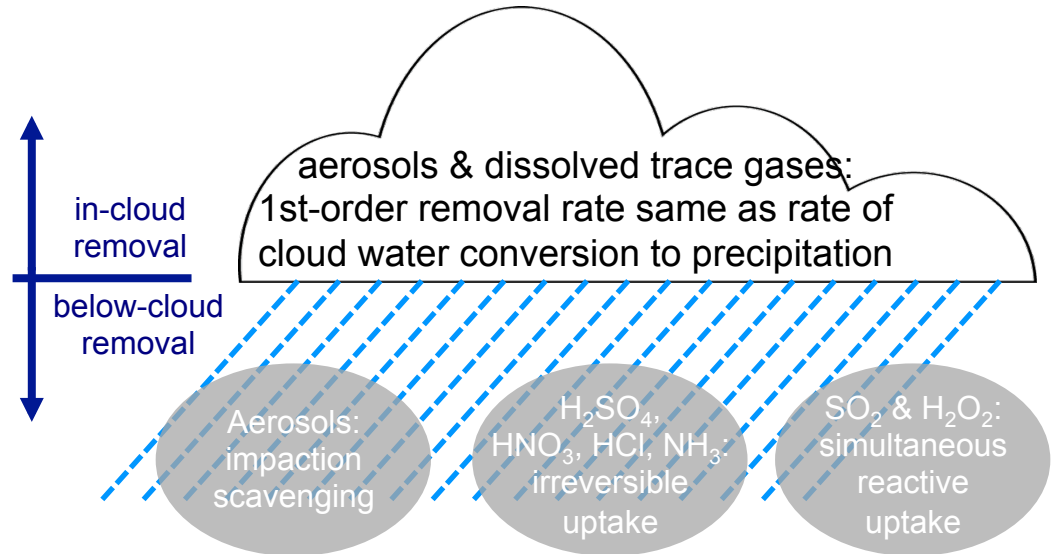 aerosols & dissolved trace gases:
1st-order removal rate same as rate of
cloud water conversion to precipitation
in-cloud
removal
below-cloud
removal
Aerosols:
impaction
scavenging
H₂SO₄,
HNO₃, HCl, NH₃:
irreversible
uptake
SO₂ & H₂O₂:
simultaneous
reactive
uptake